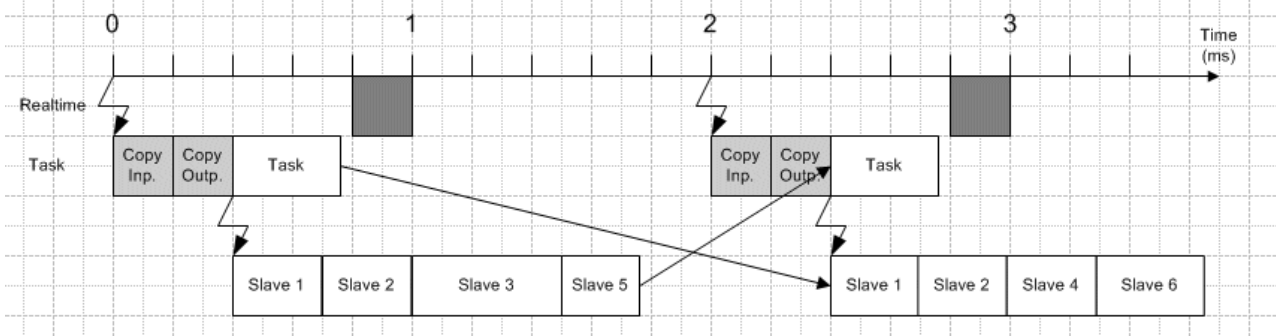 0
1
2
3
Time
(ms)
Realtime
Task
Copy
Inp.
Copy
Outp.
Task
Copy
Inp.
Copy
Outp.
Task
Slave 1
Slave 2
Slave 3
Slave 5
Slave 1
Slave 2
Slave 4
Slave 6